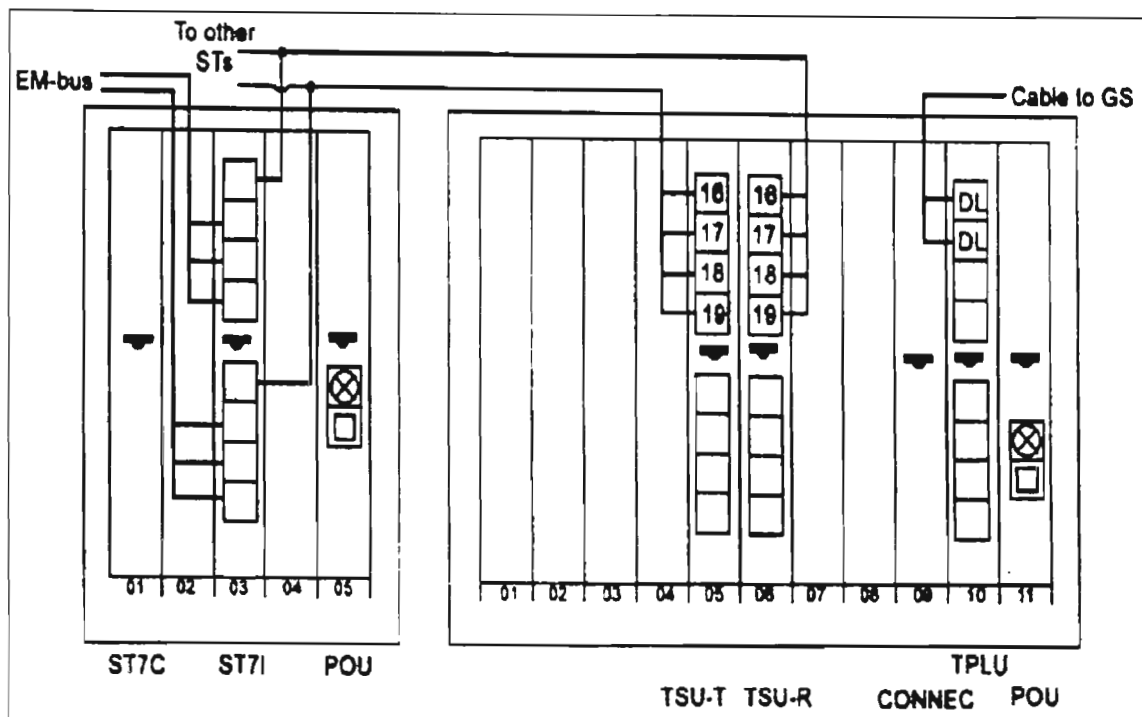 To other
STs
EM-bus
Cable to GS
16 16 DL
17 17 DL
18 18
19 19
01 02 03 04 05
01 02 03 04 05 06 07 08 09 10 11
ST7C ST7I POU
TPLU
TSU-T TSU-R CONNEC POU